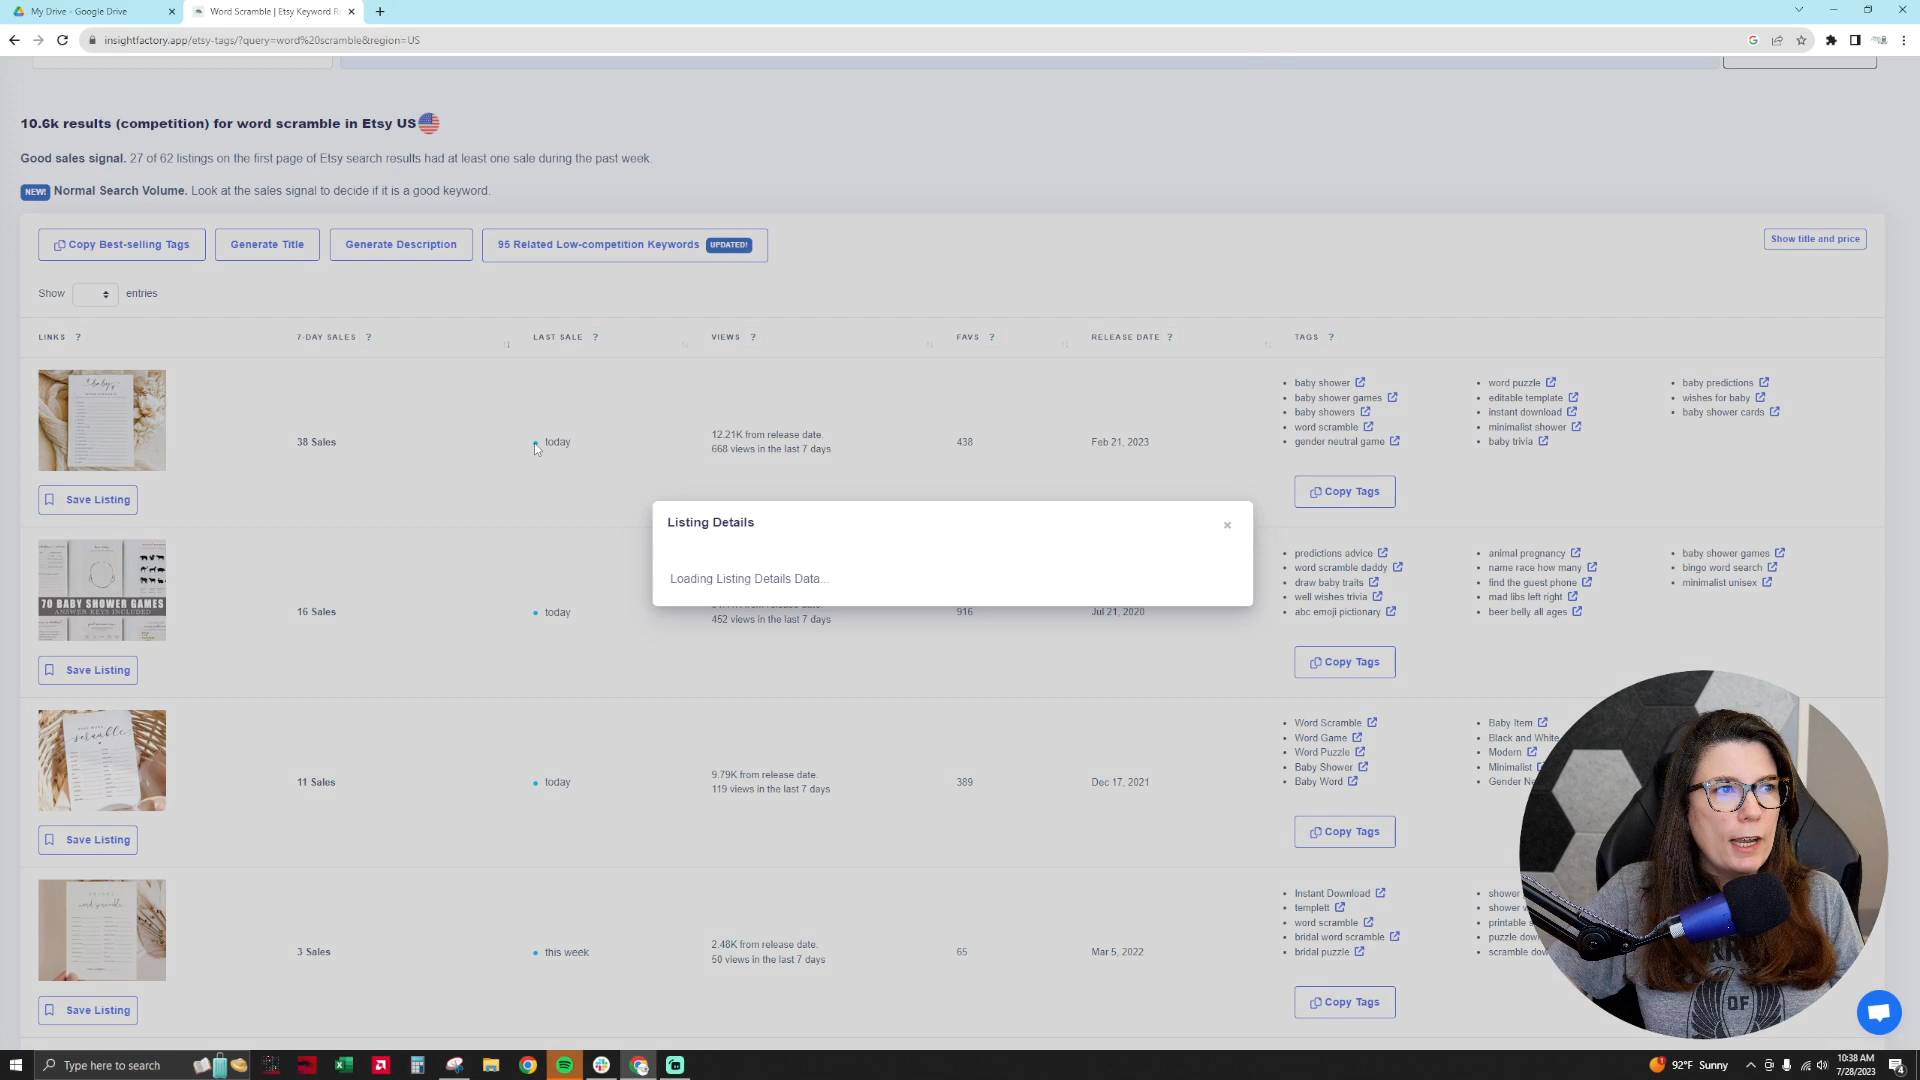 My Drive - Google Drive
Word Scramble | Etsy Keyword R
insightfactory.app/etsy-tags/?query=word%20scramble&region=US
10.6k results (competition) for word scramble in Etsy US
Good sales signal. 27 of 62 listings on the first page of Etsy search results had at least one sale during the past week.
NEW! Normal Search Volume. Look at the sales signal to decide if it is a good keyword.
Copy Best-selling Tags Generate Title Generate Description 95 Related Low-competition Keywords UPDATED! Show title and price
Show entries
LINKS ? 7-DAY SALES ? LAST SALE ? VIEWS ? FAVS ? RELEASE DATE ? TAGS ?
38 Sales
today
12.21K from release date.
668 views in the last 7 days
438
Feb 21, 2023
baby shower
baby shower games
baby showers
word scramble
gender neutral game
word puzzle
editable template
instant download
minimalist shower
baby trivia
baby predictions
wishes for baby
baby shower cards
Save Listing
Copy Tags
Listing Details ×
Loading Listing Details Data...
70 BABY SHOWER GAMES
ANSWER KEYS INCLUDED
16 Sales
today
452 views in the last 7 days
916
Jul 21, 2020
predictions advice
word scramble daddy
draw baby traits
well wishes trivia
abc emoji pictionary
animal pregnancy
name race how many
find the guest phone
mad libs left right
beer belly all ages
baby shower games
bingo word search
minimalist unisex
Save Listing
Copy Tags
scramble
11 Sales
today
9.79K from release date.
119 views in the last 7 days
389
Dec 17, 2021
Word Scramble
Word Game
Word Puzzle
Baby Shower
Baby Word
Baby Item
Black and White
Modern
Minimalist
Gender Ne
Save Listing
Copy Tags
word scramble
3 Sales
this week
2.48K from release date.
50 views in the last 7 days
65
Mar 5, 2022
Instant Download
templett
word scramble
bridal word scramble
bridal puzzle
shower
shower
printable
puzzle dow
scramble dow
Save Listing
Copy Tags
OF
Type here to search
92°F Sunny
10:38 AM
7/28/2023
4